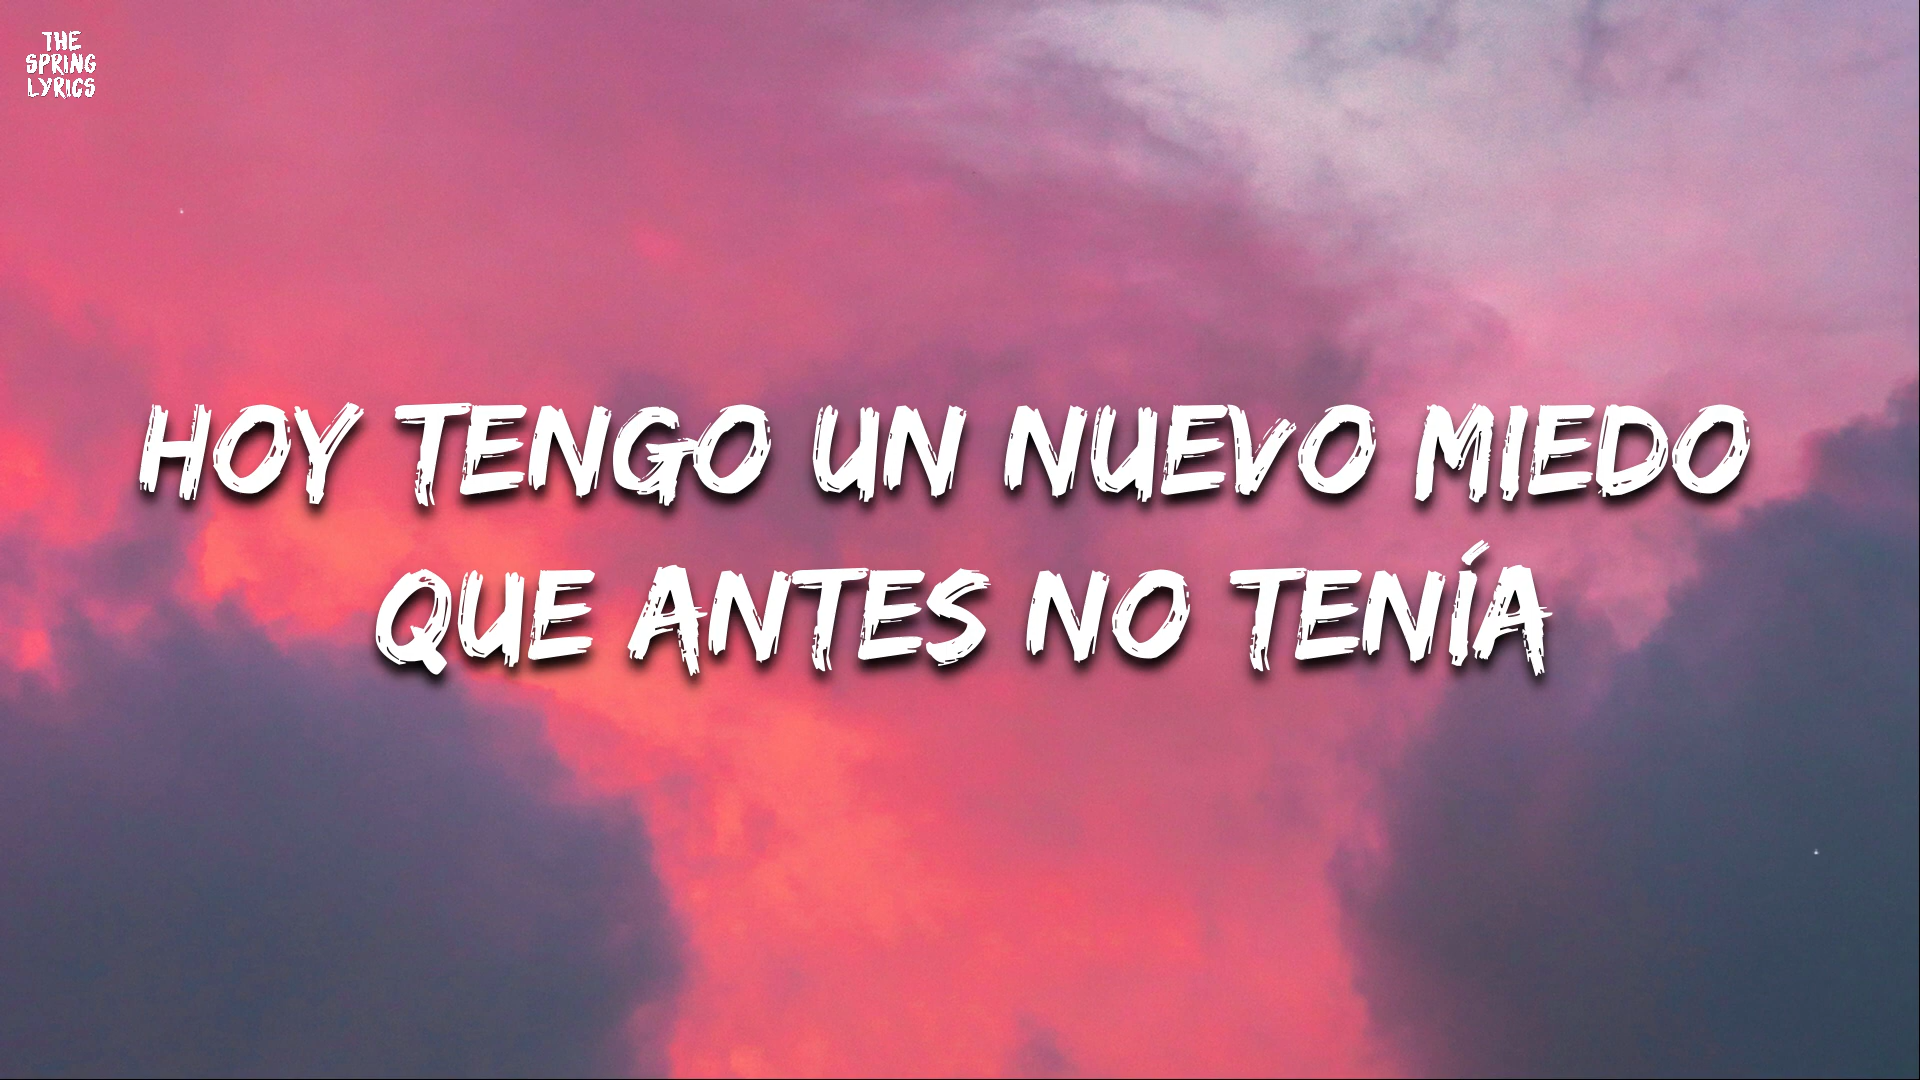 THE
SPRING
LYRICS
HOY TENGO UN NUEVO MIEDO
QUE ANTES NO TENÍA